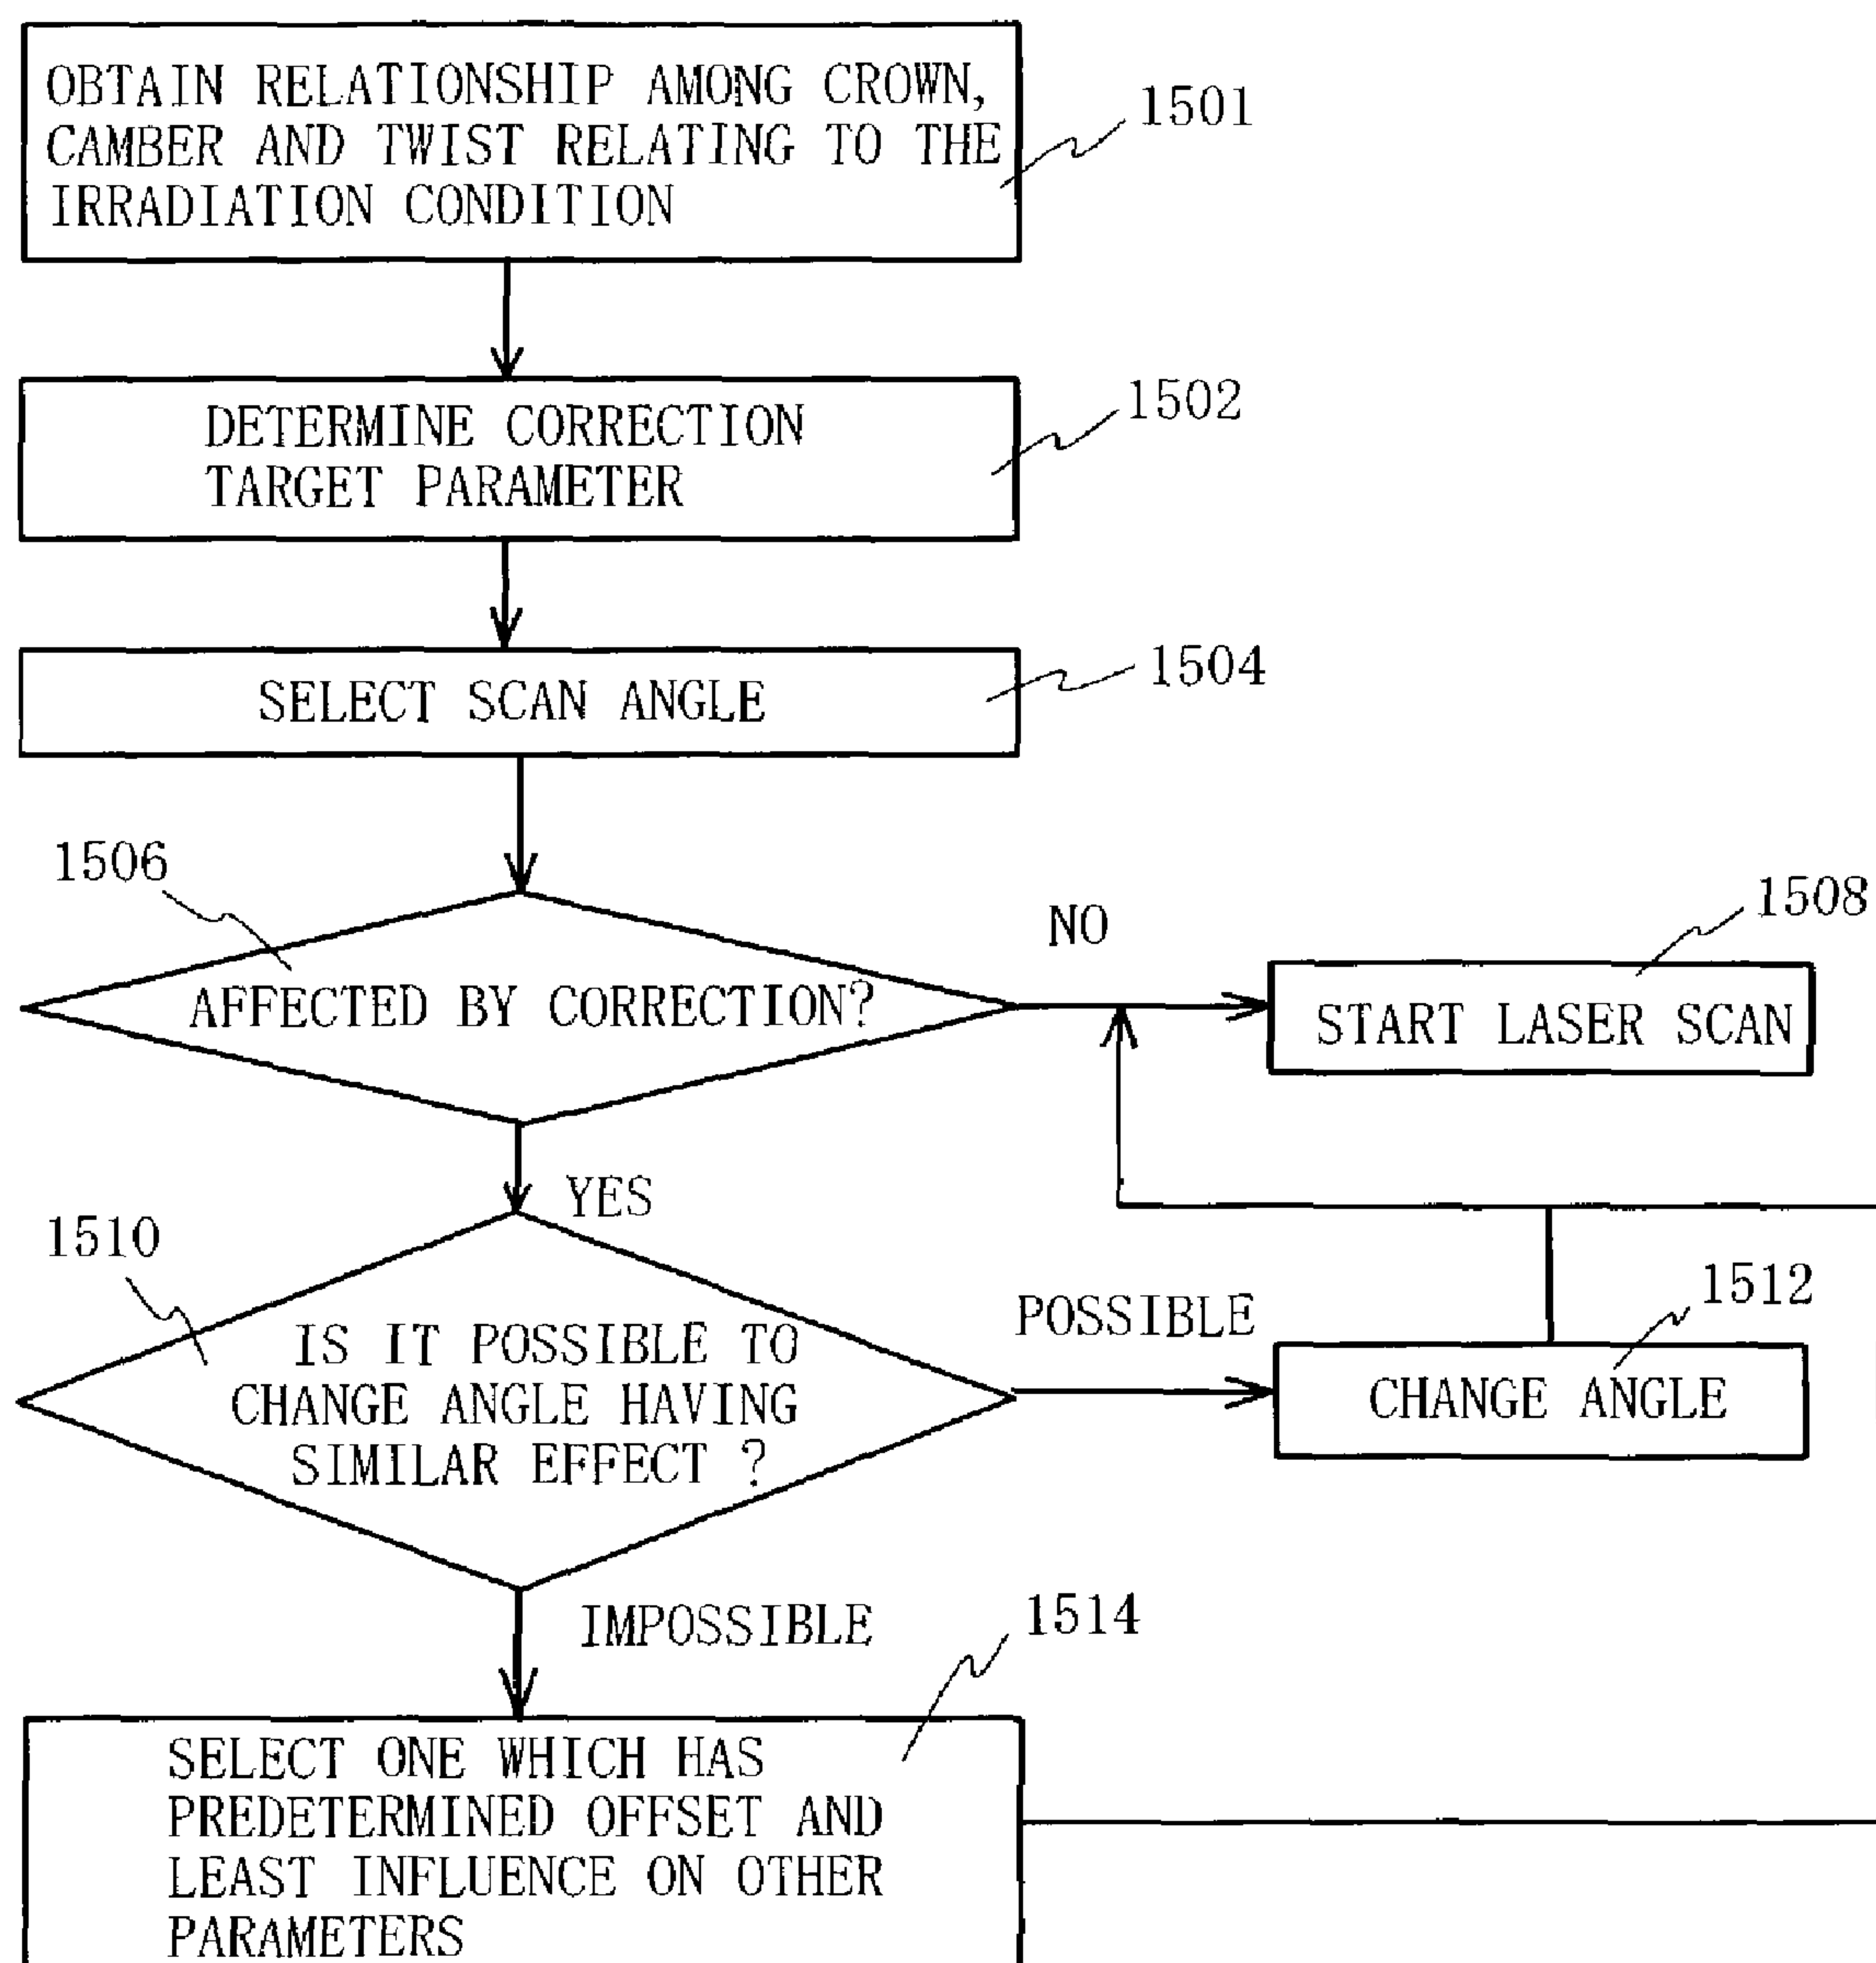 OBTAIN RELATIONSHIP AMONG CROWN,
CAMBER AND TWIST RELATING TO THE
IRRADIATION CONDITION
1501
DETERMINE CORRECTION
TARGET PARAMETER
1502
SELECT SCAN ANGLE
1504
1506
AFFECTED BY CORRECTION?
NO
1508
START LASER SCAN
YES
1510
IS IT POSSIBLE TO
CHANGE ANGLE HAVING
SIMILAR EFFECT ?
POSSIBLE
1512
CHANGE ANGLE
IMPOSSIBLE
1514
SELECT ONE WHICH HAS
PREDETERMINED OFFSET AND
LEAST INFLUENCE ON OTHER
PARAMETERS